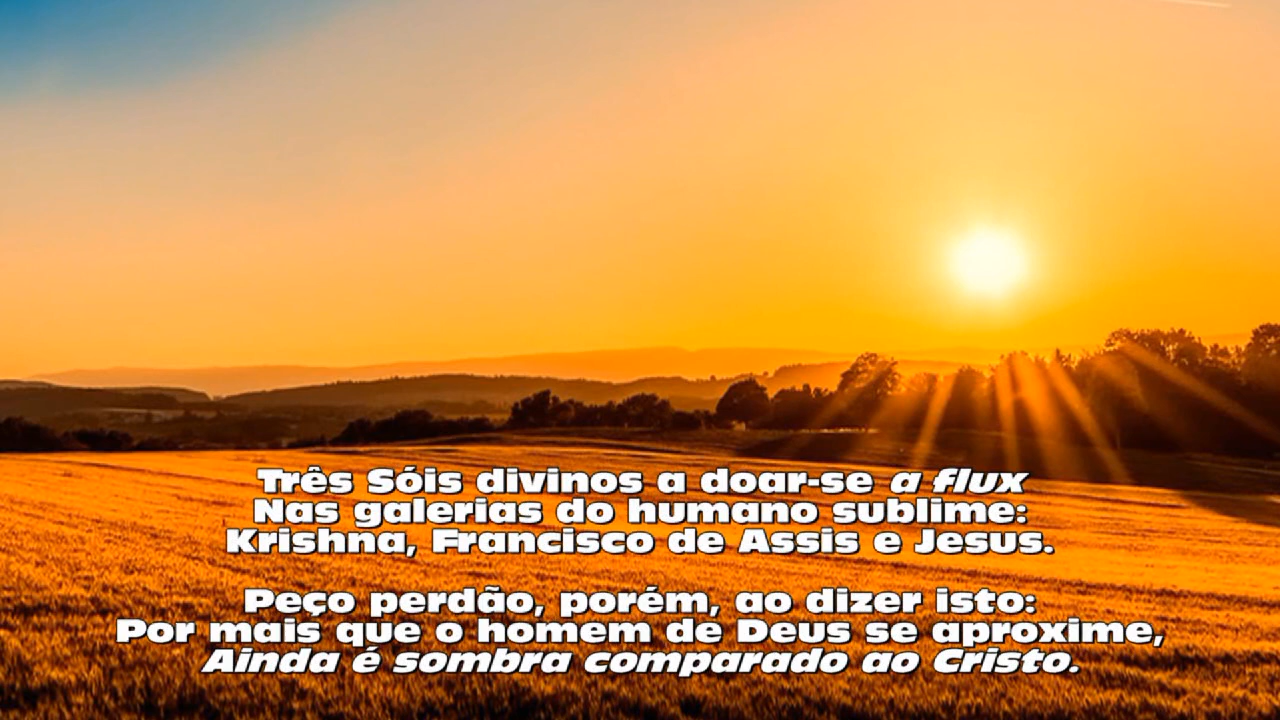 Três Sóis divinos a doar-se a flux
Nas galerias do humano sublime:
Krishna, Francisco de Assis e Jesus.
Peço perdão, porém, ao dizer isto:
Por mais que o homem de Deus se aproxime,
Ainda é sombra comparado ao Cristo.